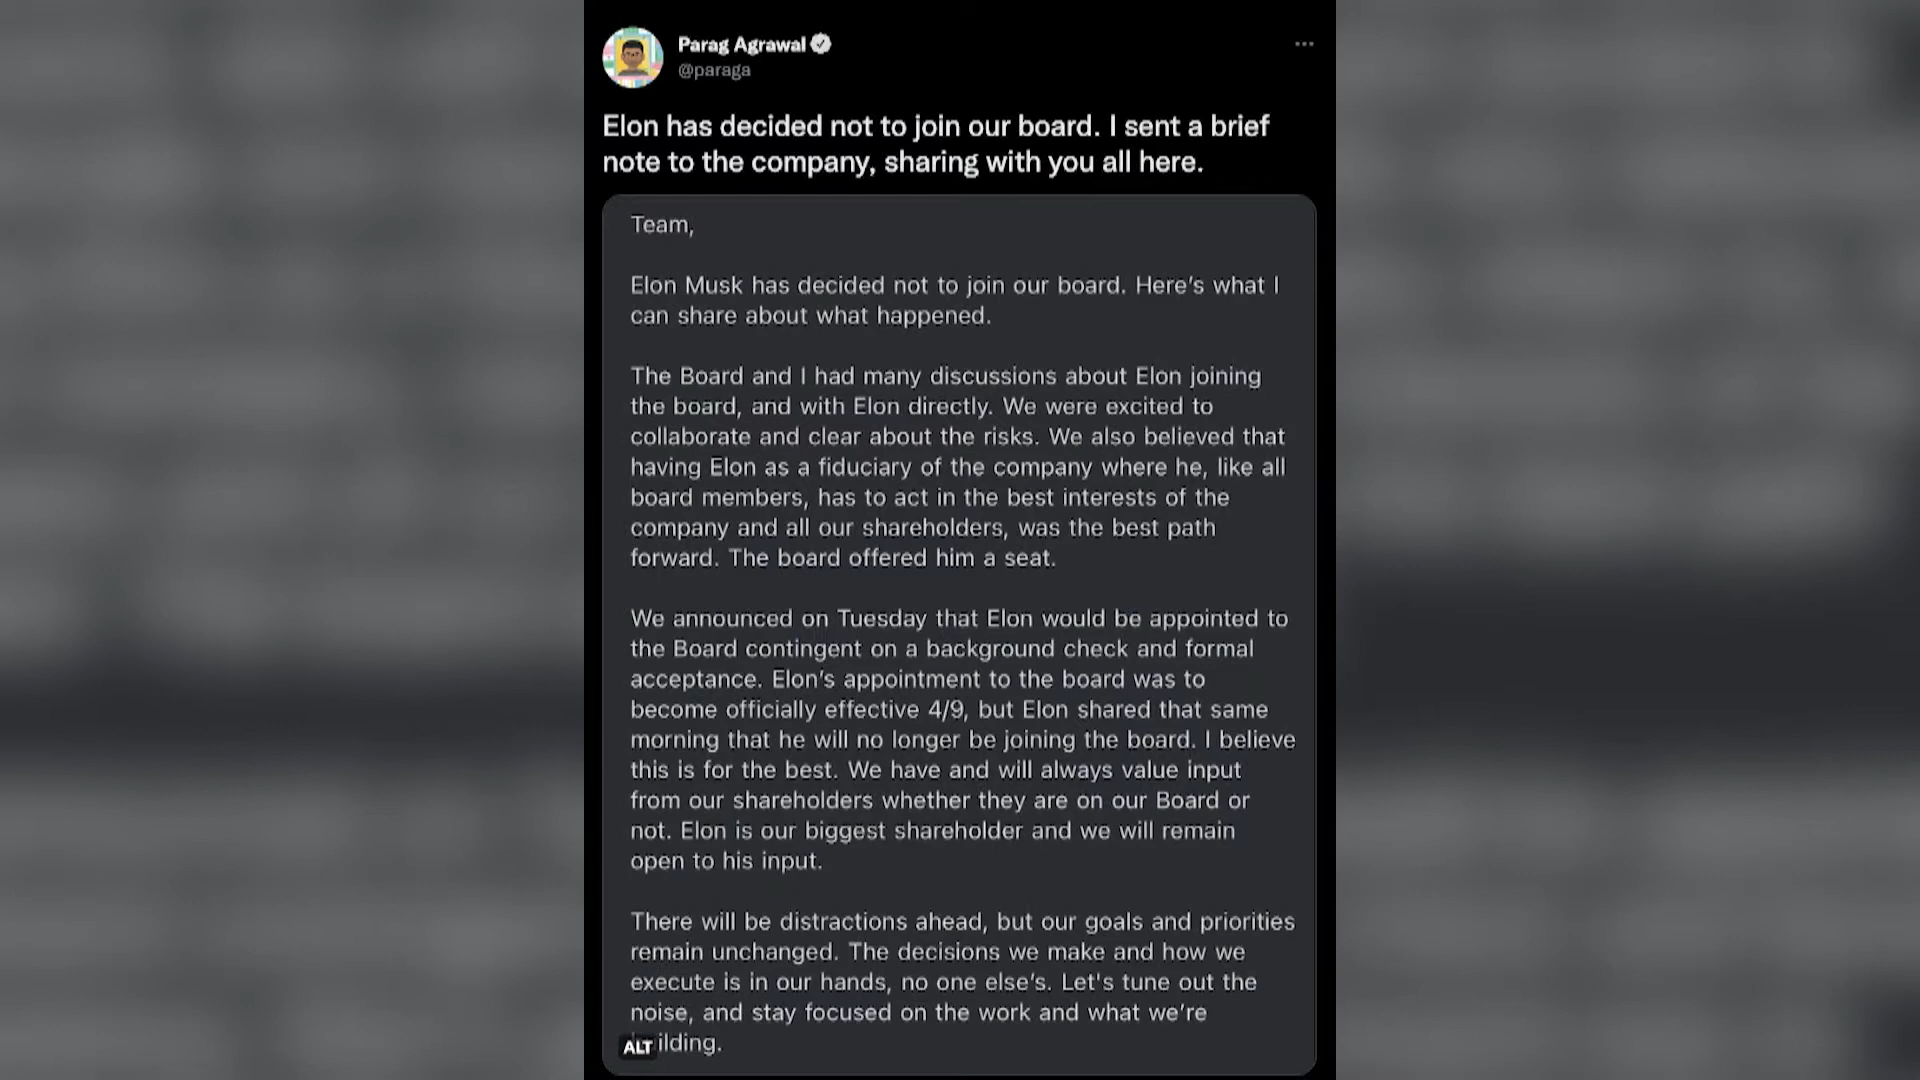 Parag Agrawal
@paraga
Elon has decided not to join our board. I sent a brief
note to the company, sharing with you all here.
Team,
Elon Musk has decided not to join our board. Here’s what I
can share about what happened.
The Board and I had many discussions about Elon joining
the board, and with Elon directly. We were excited to
collaborate and clear about the risks. We also believed that
having Elon as a fiduciary of the company where he, like all
board members, has to act in the best interests of the
company and all our shareholders, was the best path
forward. The board offered him a seat.
We announced on Tuesday that Elon would be appointed to
the Board contingent on a background check and formal
acceptance. Elon’s appointment to the board was to
become officially effective 4/9, but Elon shared that same
morning that he will no longer be joining the board. I believe
this is for the best. We have and will always value input
from our shareholders whether they are on our Board or
not. Elon is our biggest shareholder and we will remain
open to his input.
There will be distractions ahead, but our goals and priorities
remain unchanged. The decisions we make and how we
execute is in our hands, no one else’s. Let's tune out the
noise, and stay focused on the work and what we’re
ALT ilding.